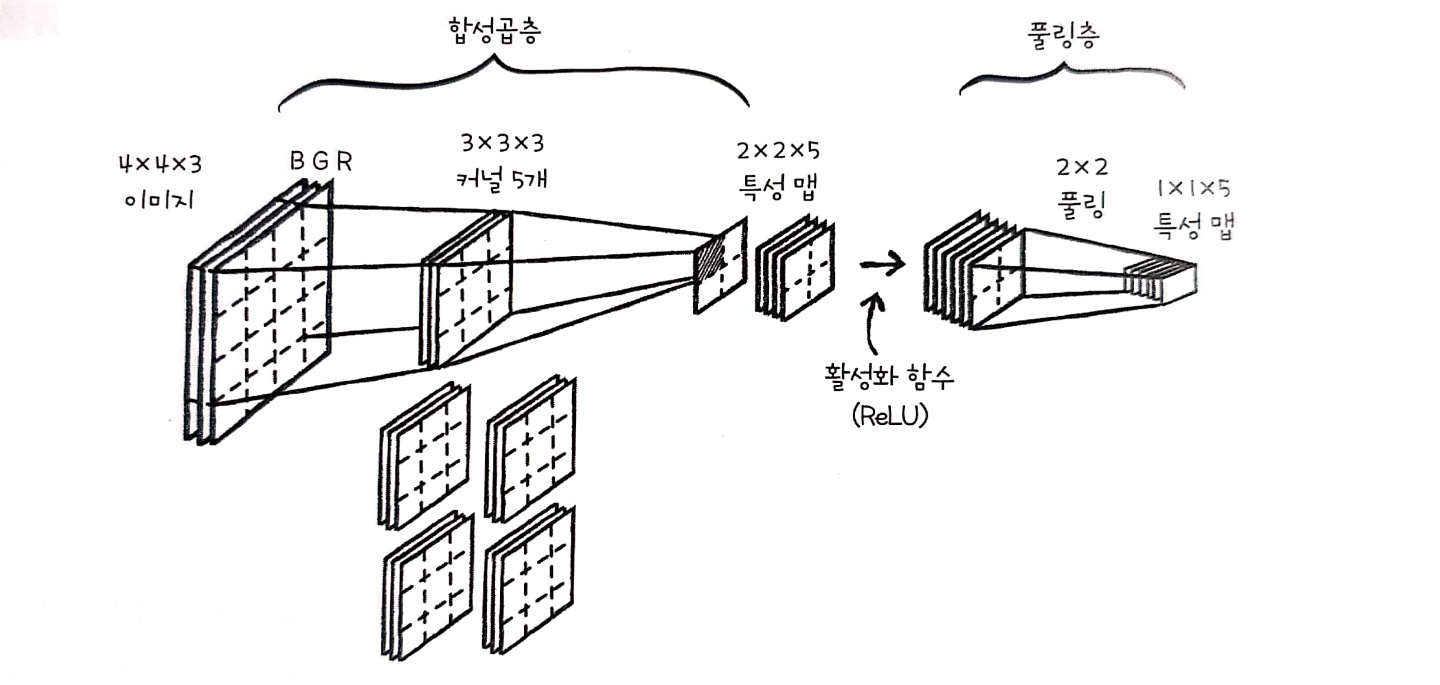 합성곱층
풀링층
4×4×3
이미지
B G R
3×3×3
커널 5개
2×2×5
특성 맵
활성화 함수
(ReLU)
2×2
풀링
1×1×5
특성 맵